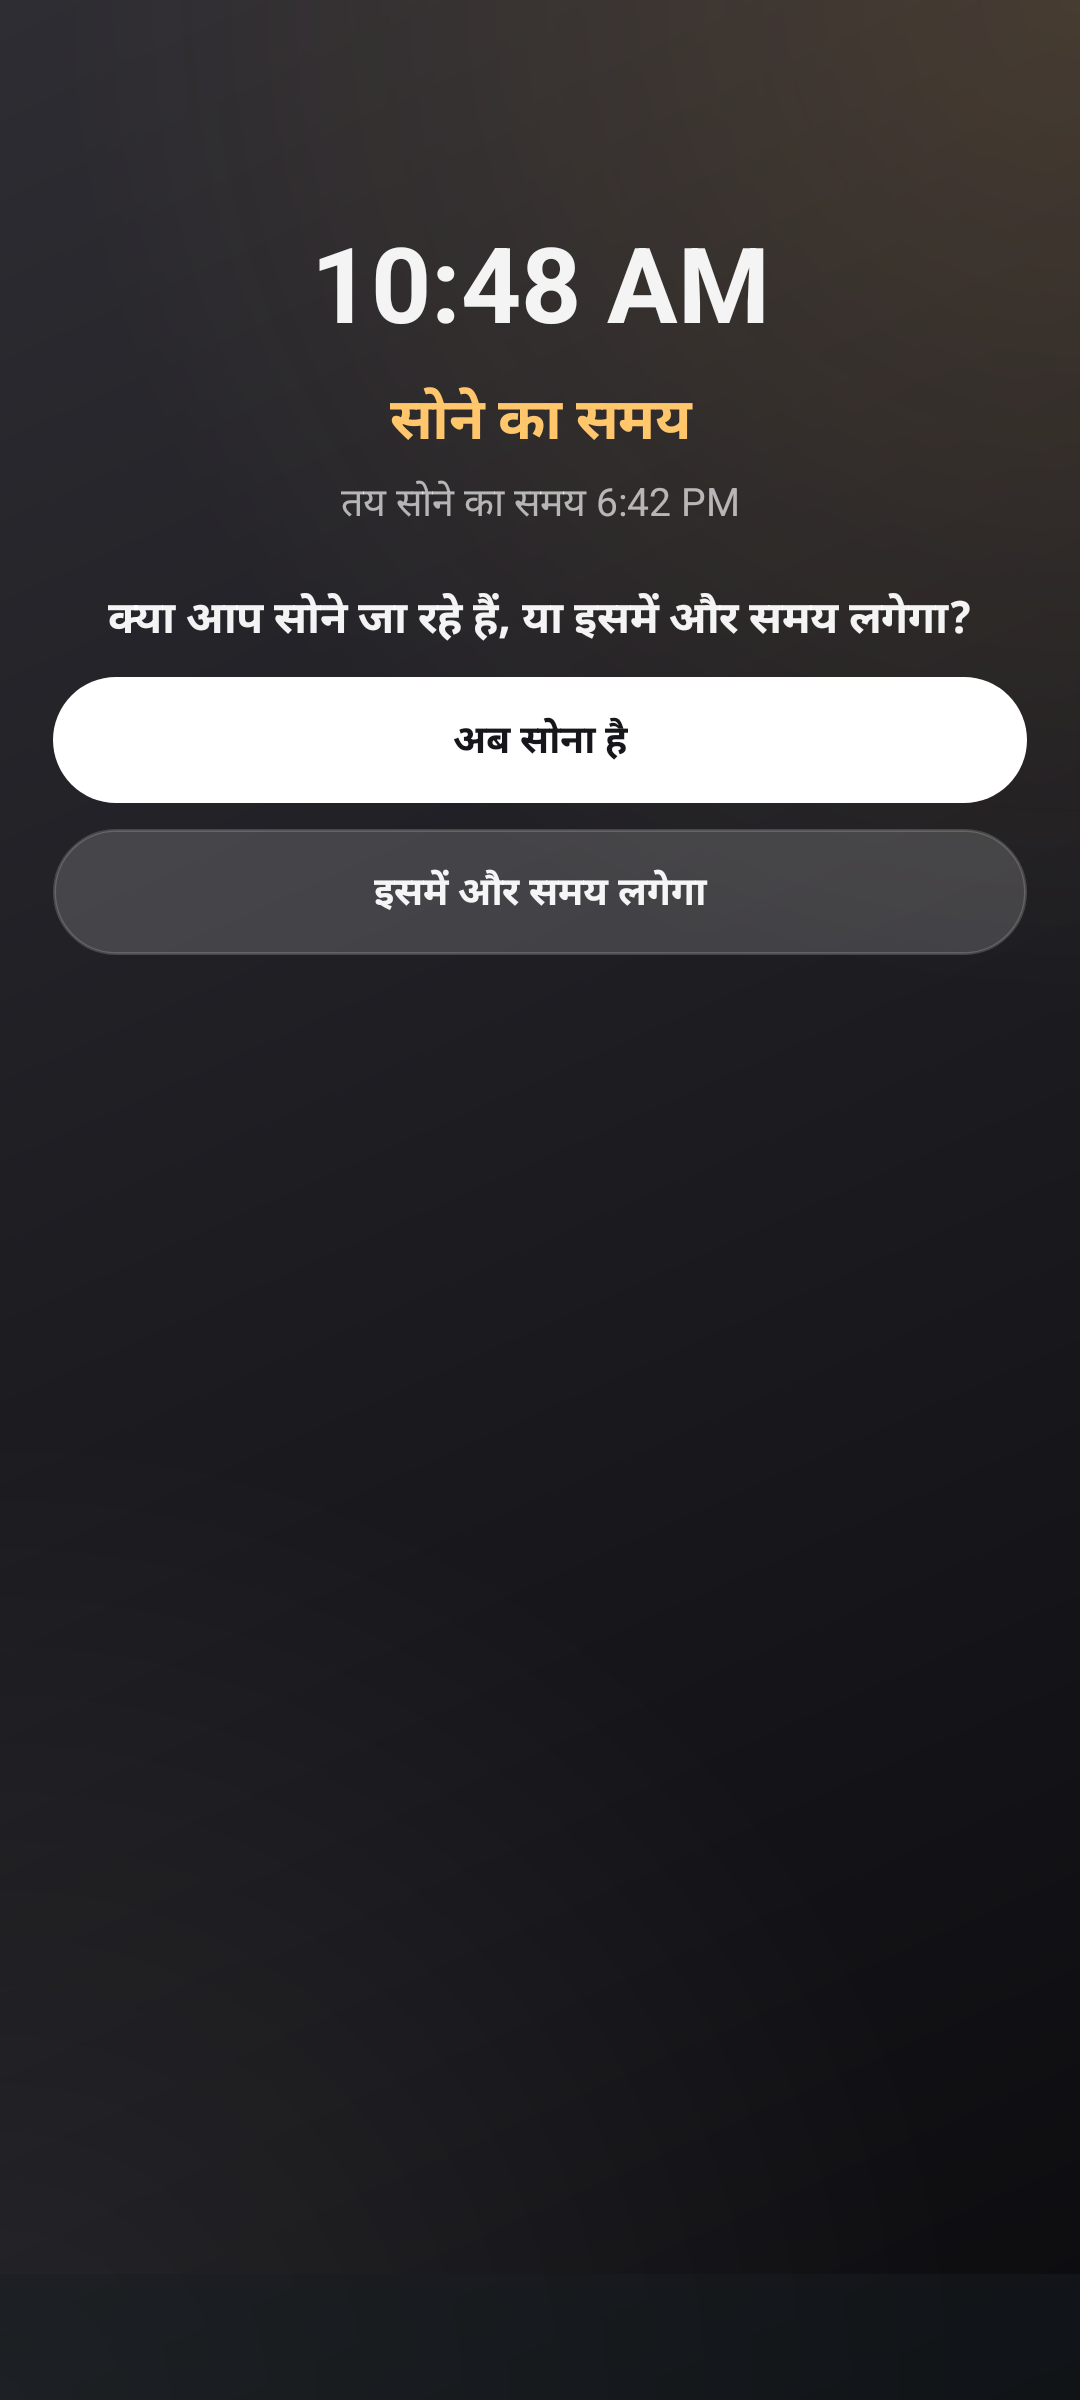 10:48 AM
सोने का समय
तय सोने का समय 6:42 PM
क्या आप सोने जा रहे हैं, या इसमें और समय लगेगा?
अब सोना है
इसमें और समय लगेगा